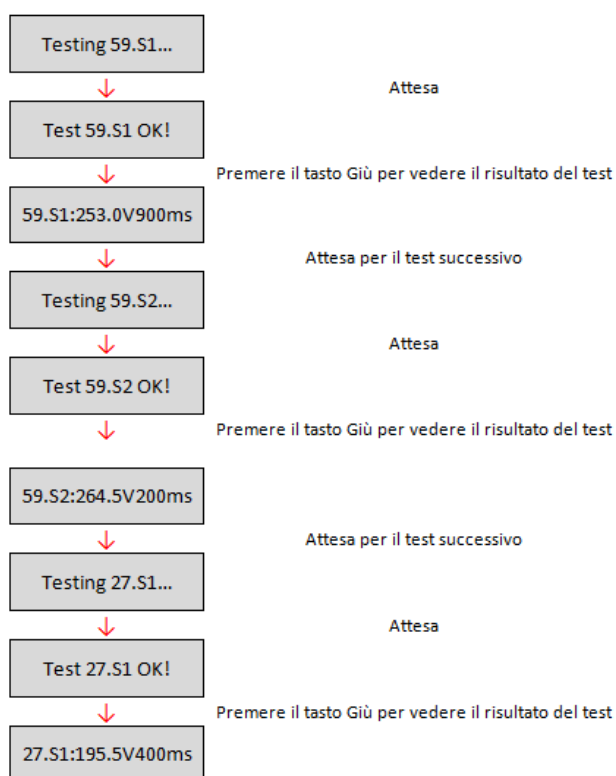 Testing 59.S1...
Attesa
Test 59.S1 OK!
Premere il tasto Giù per vedere il risultato del test
59.S1:253.0V900ms
Attesa per il test successivo
Testing 59.S2...
Attesa
Test 59.S2 OK!
Premere il tasto Giù per vedere il risultato del test
59.S2:264.5V200ms
Attesa per il test successivo
Testing 27.S1...
Attesa
Test 27.S1 OK!
Premere il tasto Giù per vedere il risultato del test
27.S1:195.5V400ms